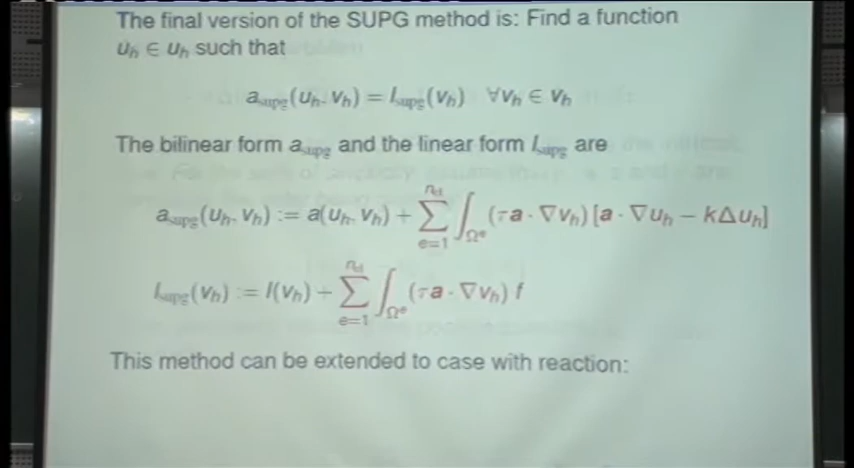 The final version of the SUPG method is: Find a function
u_h ∈ u_h such that
a_supg(u_h, v_h) = l_supg(v_h) ∀v_h ∈ v_h
The bilinear form a_supg and the linear form l_supg are
a_supg(u_h, v_h) := a(u_h, v_h) + ∑_{e=1}^{n_el} ∫_{Ω^e} (τa · ∇v_h) [a · ∇u_h − kΔu_h]
l_supg(v_h) := l(v_h) + ∑_{e=1}^{n_el} ∫_{Ω^e} (τa · ∇v_h) f
This method can be extended to case with reaction: